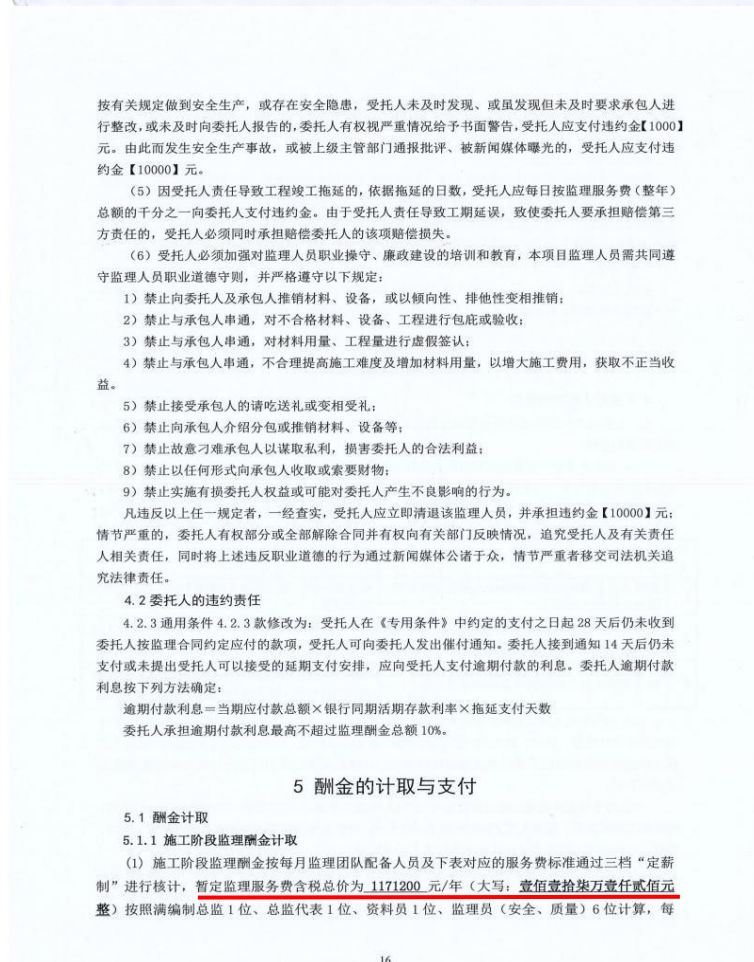 按有关规定做到安全生产，或存在安全隐患，受托人未及时发现、或虽发现但未及时要求承包人进
行整改，或未及时向委托人报告的，委托人有权视严重情况给予书面警告，受托人应支付违约金【1000】
元。由此而发生安全生产事故，或被上级主管部门通报批评、被新闻媒体曝光的，受托人应支付违
约金【10000】元。
（5）因受托人责任导致工程竣工拖延的，依据拖延的日数，受托人应每日按监理服务费（整年）
总额的千分之一向委托人支付违约金。由于受托人责任导致工期延误，致使委托人要承担赔偿第三
方责任的，受托人必须同时承担赔偿委托人的该项赔偿损失。
（6）受托人必须加强对监理人员职业操守、廉政建设的培训和教育，本项目监理人员需共同遵
守监理人员职业道德守则，并严格遵守以下规定：
1）禁止向委托人及承包人推销材料、设备，或以倾向性、排他性变相推销；
2）禁止与承包人串通，对不合格材料、设备、工程进行包庇或验收；
3）禁止与承包人串通，对材料用量、工程量进行虚假签认；
4）禁止与承包人串通，不合理提高施工难度及增加材料用量，以增大施工费用，获取不正当收
益。
5）禁止接受承包人的请吃送礼或变相受礼；
6）禁止向承包人介绍分包或推销材料、设备等；
7）禁止故意刁难承包人以谋取私利，损害委托人的合法利益；
8）禁止以任何形式向承包人收取或索要财物；
9）禁止实施有损委托人权益或可能对委托人产生不良影响的行为。
凡违反以上任一规定者，一经查实，受托人应立即清退该监理人员，并承担违约金【10000】元；
情节严重的，委托人有权部分或全部解除合同并有权向有关部门反映情况，追究受托人及有关责任
人相关责任，同时将上述违反职业道德的行为通过新闻媒体公诸于众，情节严重者移交司法机关追
究法律责任。
4.2 委托人的违约责任
4.2.3 通用条件 4.2.3 款修改为：受托人在《专用条件》中约定的支付之日起 28 天后仍未收到
委托人按监理合同约定应付的款项，受托人可向委托人发出催付通知。委托人接到通知 14 天后仍未
支付或未提出受托人可以接受的延期支付安排，应向受托人支付逾期付款的利息。委托人逾期付款
利息按下列方法确定：
逾期付款利息＝当期应付款总额×银行同期活期存款利率×拖延支付天数
委托人承担逾期付款利息最高不超过监理酬金总额 10%。
5 酬金的计取与支付
5.1 酬金计取
5.1.1 施工阶段监理酬金计取
（1）施工阶段监理酬金按每月监理团队配备人员及下表对应的服务费标准通过三档“定薪
制”进行核计，暂定监理服务费含税总价为 1171200 元/年（大写：壹佰壹拾柒万壹仟贰佰元
整）按照满编制总监 1 位、总监代表 1 位、资料员 1 位、监理员（安全、质量）6 位计算，每
16